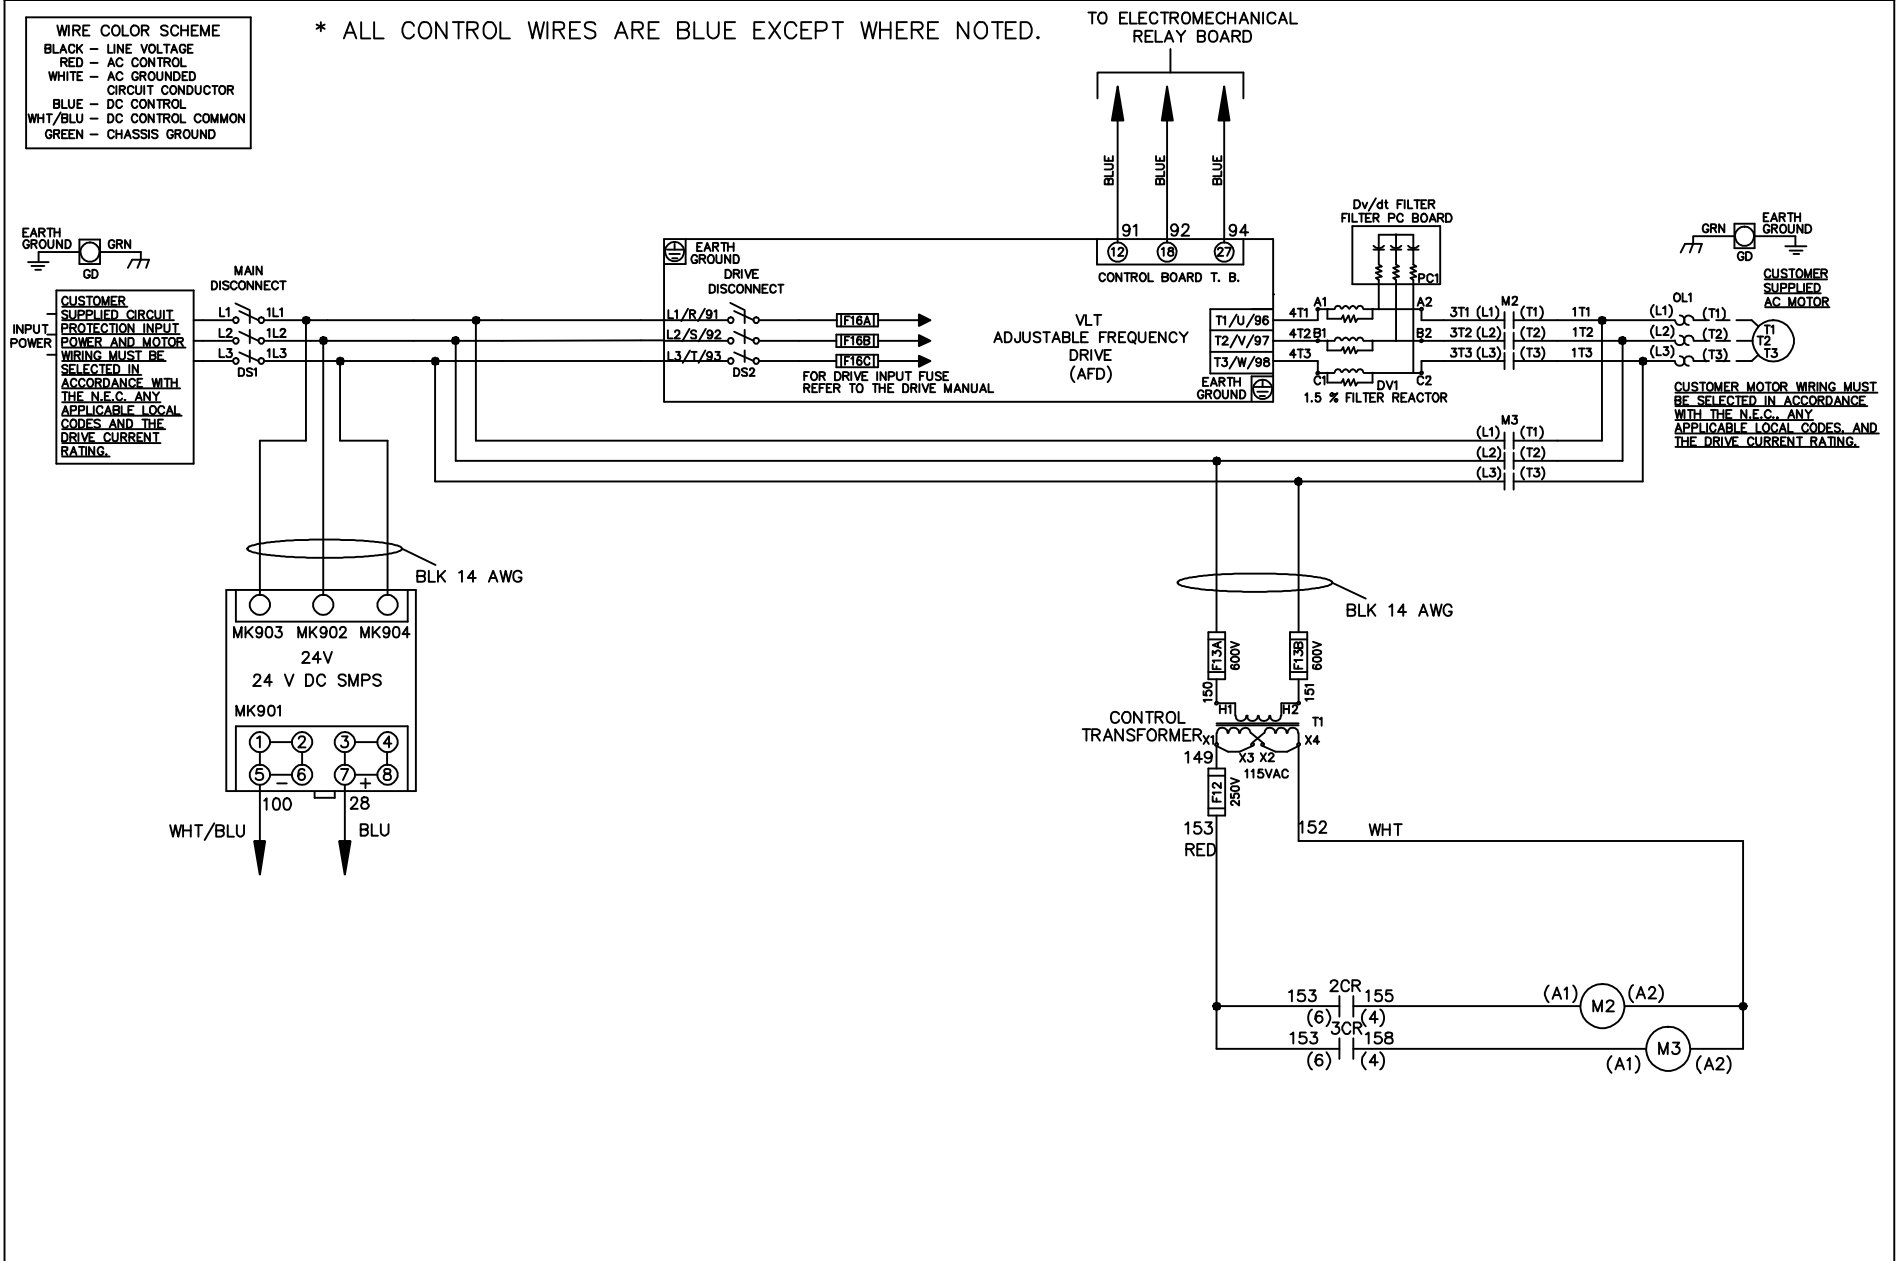 WIRE COLOR SCHEME
BLACK – LINE VOLTAGE
RED – AC CONTROL
WHITE – AC GROUNDED
CIRCUIT CONDUCTOR
BLUE – DC CONTROL
WHT/BLU – DC CONTROL COMMON
GREEN – CHASSIS GROUND
* ALL CONTROL WIRES ARE BLUE EXCEPT WHERE NOTED.
TO ELECTROMECHANICAL
RELAY BOARD
BLUE
BLUE
BLUE
91
92
94
12
18
27
CONTROL BOARD T. B.
EARTH
GROUND
GRN
GD
INPUT
POWER
CUSTOMER
SUPPLIED CIRCUIT
PROTECTION INPUT
POWER AND MOTOR
WIRING MUST BE
SELECTED IN
ACCORDANCE WITH
THE N.E.C. ANY
APPLICABLE LOCAL
CODES AND THE
DRIVE CURRENT
RATING.
MAIN
DISCONNECT
L1
1L1
L2
1L2
L3
1L3
DS1
EARTH
GROUND
DRIVE
DISCONNECT
L1/R/91
L2/S/92
L3/T/93
DS2
F16A
F16B
F16C
FOR DRIVE INPUT FUSE
REFER TO THE DRIVE MANUAL
VLT
ADJUSTABLE FREQUENCY
DRIVE
(AFD)
T1/U/96
T2/V/97
T3/W/98
EARTH
GROUND
4T1
4T2
4T3
Dv/dt FILTER
FILTER PC BOARD
PC1
A1
A2
B1
B2
C1
C2
DV1
1.5 % FILTER REACTOR
M2
3T1 (L1) (T1) 1T1
3T2 (L2) (T2) 1T2
3T3 (L3) (T3) 1T3
OL1
(L1) (T1)
(L2) (T2)
(L3) (T3)
T1
T2
T3
GRN
EARTH
GROUND
GD
CUSTOMER
SUPPLIED
AC MOTOR
CUSTOMER MOTOR WIRING MUST
BE SELECTED IN ACCORDANCE
WITH THE N.E.C., ANY
APPLICABLE LOCAL CODES, AND
THE DRIVE CURRENT RATING.
M3
(L1) (T1)
(L2) (T2)
(L3) (T3)
BLK 14 AWG
MK903 MK902 MK904
24V
24 V DC SMPS
MK901
1 2 3 4
5 6 7 8
– +
100
28
WHT/BLU
BLU
BLK 14 AWG
F13A
600V
F13B
600V
150
151
H1
H2
T1
CONTROL
TRANSFORMER
X1
X3 X2
X4
115VAC
149
F12
250V
153
RED
152
WHT
153 2CR 155
(6) (4)
(A1) M2 (A2)
153 3CR 158
(6) (4)
(A1) M3 (A2)